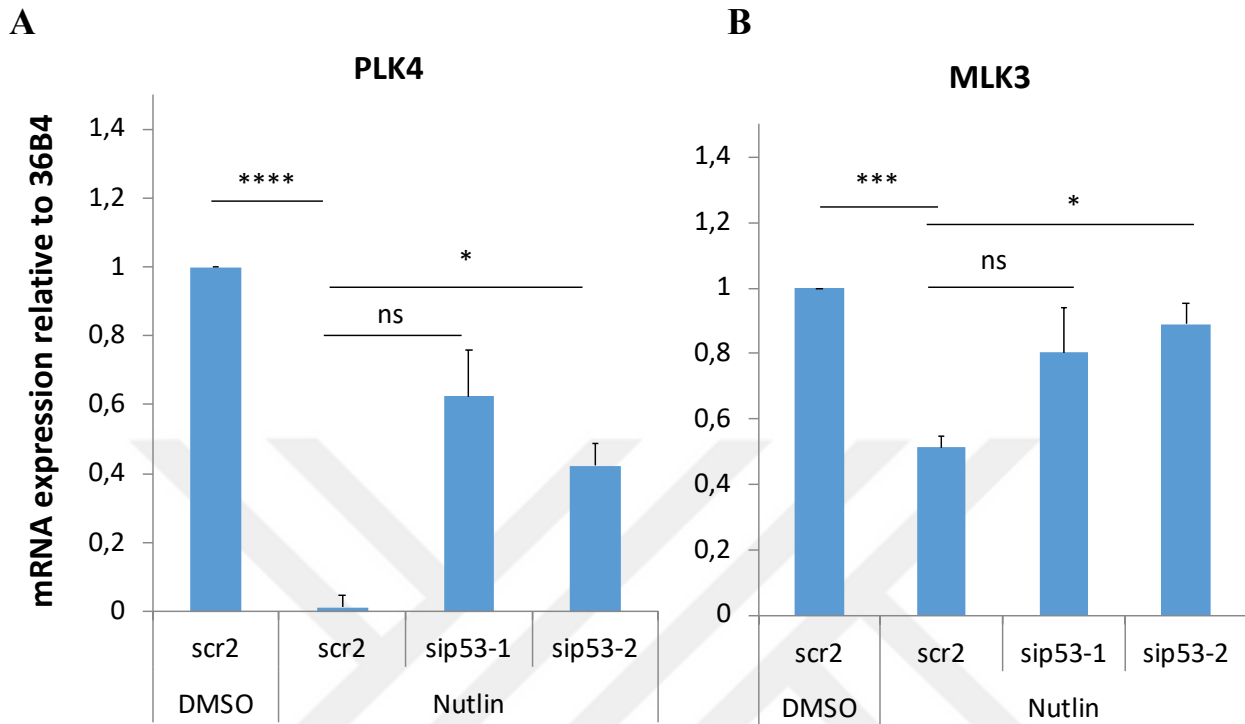 A
PLK4
mRNA expression relative to 36B4
1,4
1,2
1
0,8
0,6
0,4
0,2
0
****
*
ns
scr2
scr2
sip53-1
sip53-2
DMSO
Nutlin
B
MLK3
1,4
1,2
1
0,8
0,6
0,4
0,2
0
***
*
ns
scr2
scr2
sip53-1
sip53-2
DMSO
Nutlin